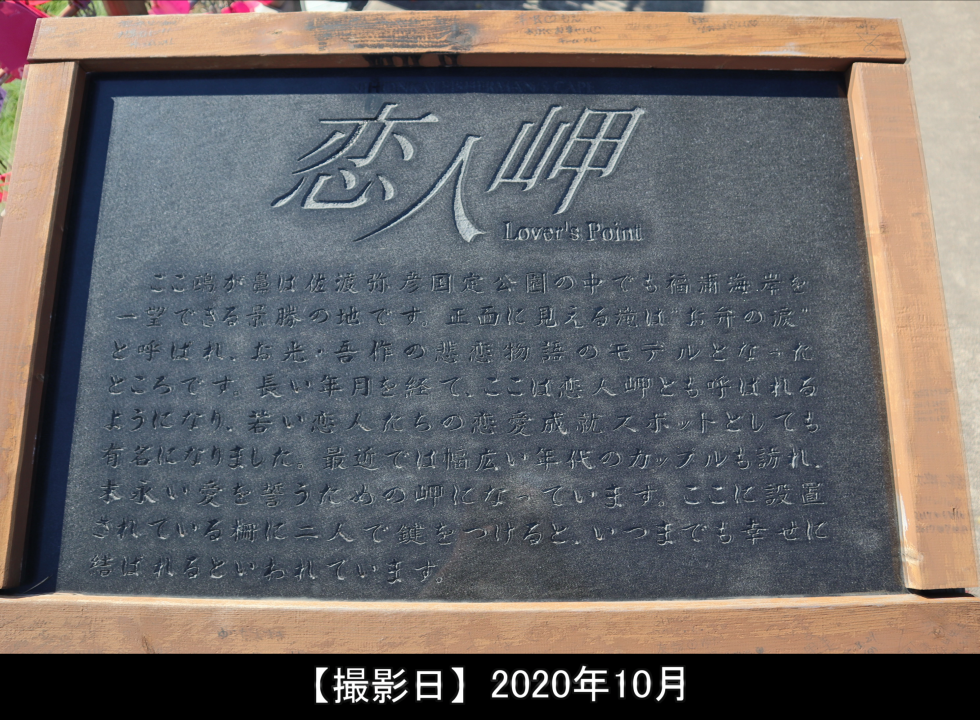 恋人岬
Lover's Point
ここ鴎が鼻は佐渡弥彦国定公園の中でも福浦海岸を
一望できる景勝の地です。正面に見える滝は"お弁の涙"
と呼ばれ、お光・吾作の悲恋物語のモデルとなった
ところです。長い年月を経て、ここは恋人岬とも呼ばれる
ようになり、若い恋人たちの恋愛成就スポットとしても
有名になりました。最近では幅広い年代のカップルも訪れ、
末永い愛を誓うための岬になっています。ここに設置
されている柵に二人で鍵をつけると、いつまでも幸せに
結ばれるといわれています。
【撮影日】2020年10月